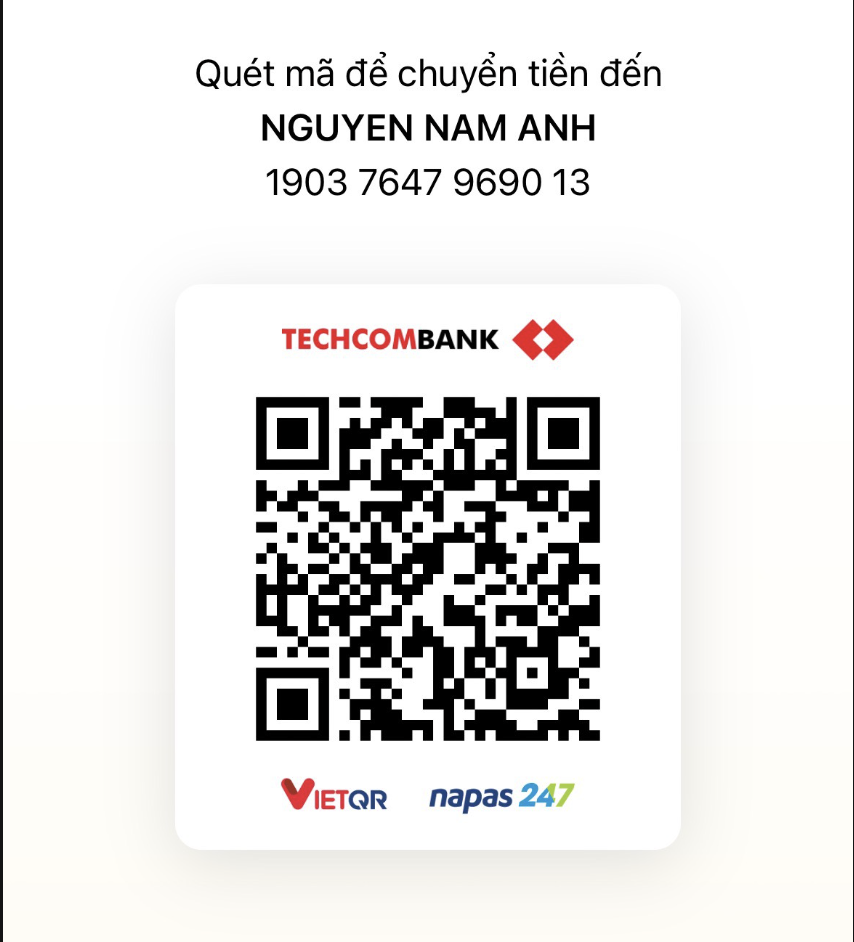 Quét mã để chuyển tiền đến
NGUYEN NAM ANH
1903 7647 9690 13
TECHCOMBANK
VIETQR
napas 247